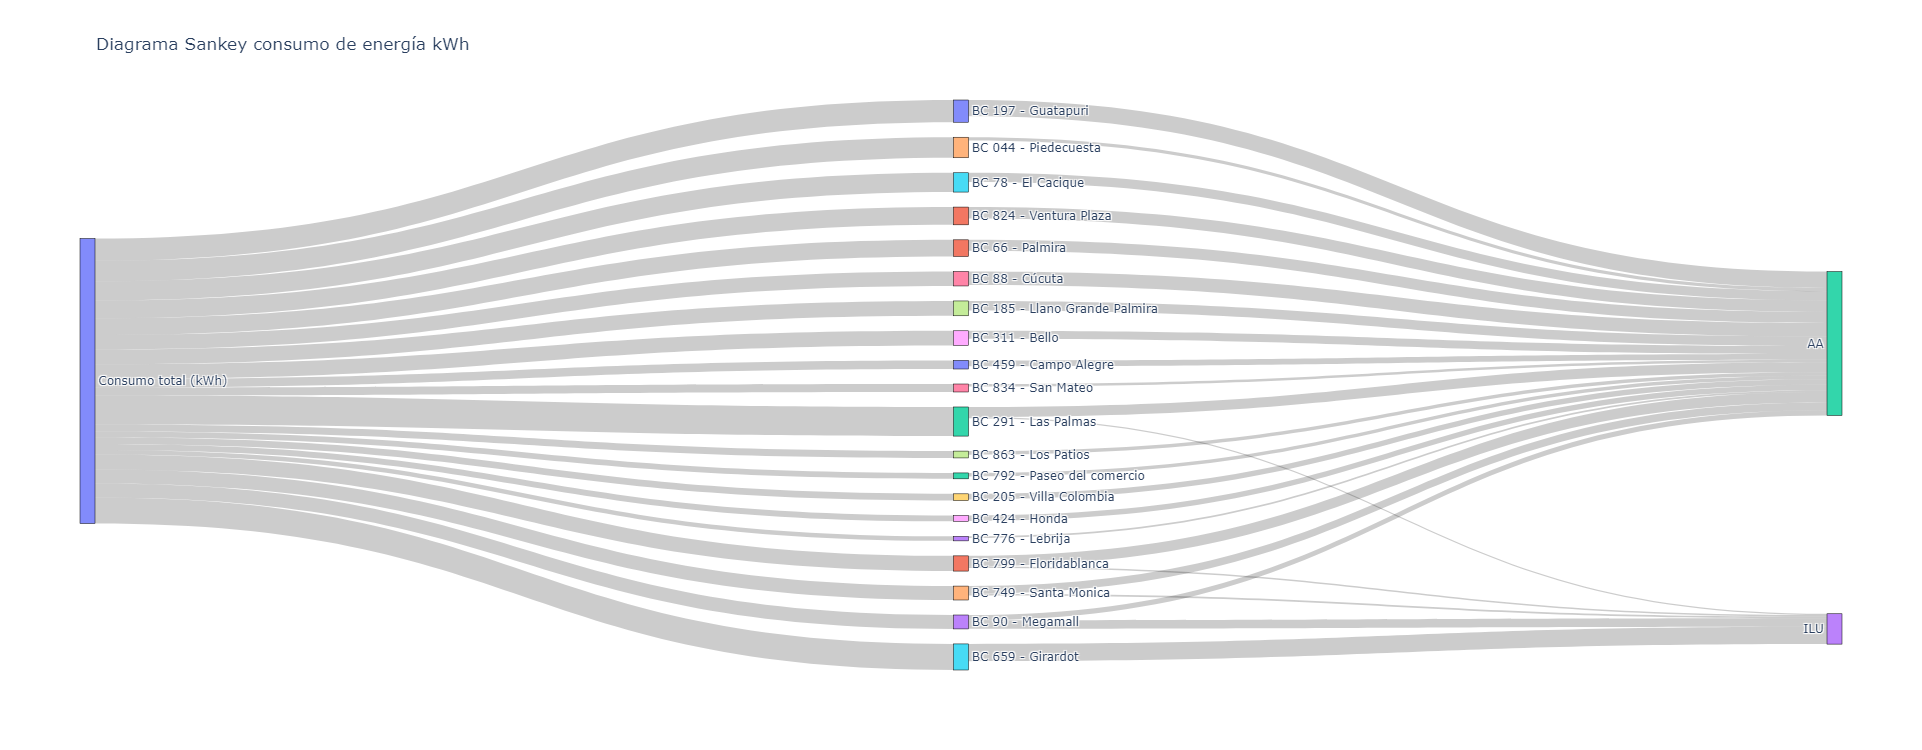 Diagrama Sankey consumo de energía kWh
BC 197 - Guatapuri
BC 044 - Piedecuesta
BC 78 - El Cacique
BC 824 - Ventura Plaza
BC 66 - Palmira
BC 88 - Cúcuta
BC 185 - Llano Grande Palmira
BC 311 - Bello
AA
BC 459 - Campo Alegre
Consumo total (kWh)
BC 834 - San Mateo
BC 291 - Las Palmas
BC 863 - Los Patios
BC 792 - Paseo del comercio
BC 205 - Villa Colombia
BC 424 - Honda
BC 776 - Lebrija
BC 799 - Floridablanca
BC 749 - Santa Monica
BC 90 - Megamall
ILU
BC 659 - Girardot